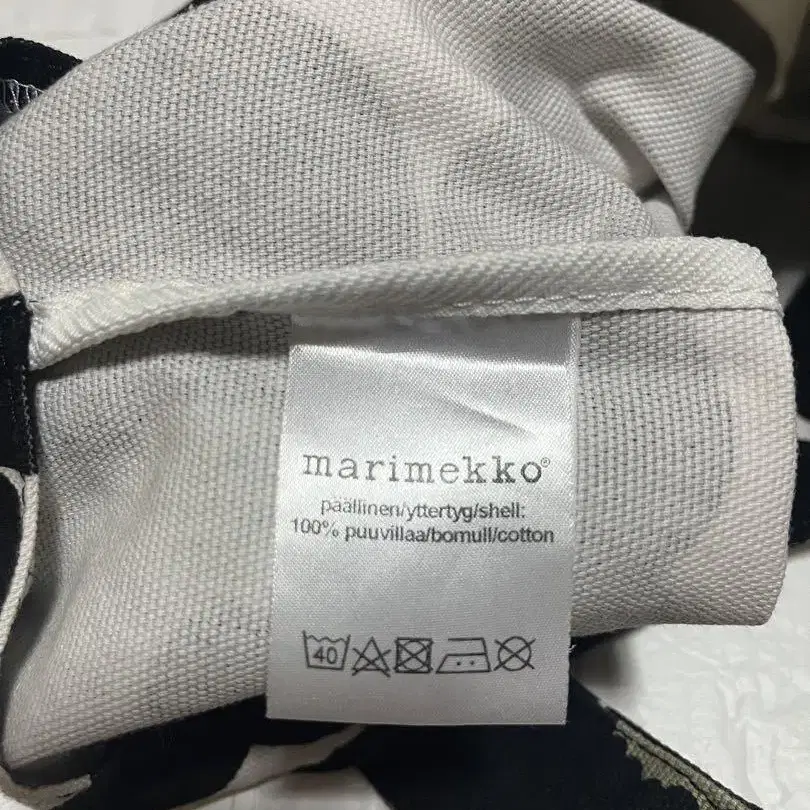 marimekko®
päällinen/yttertyg/shell:
100% puuvillaa/bomull/cotton
40